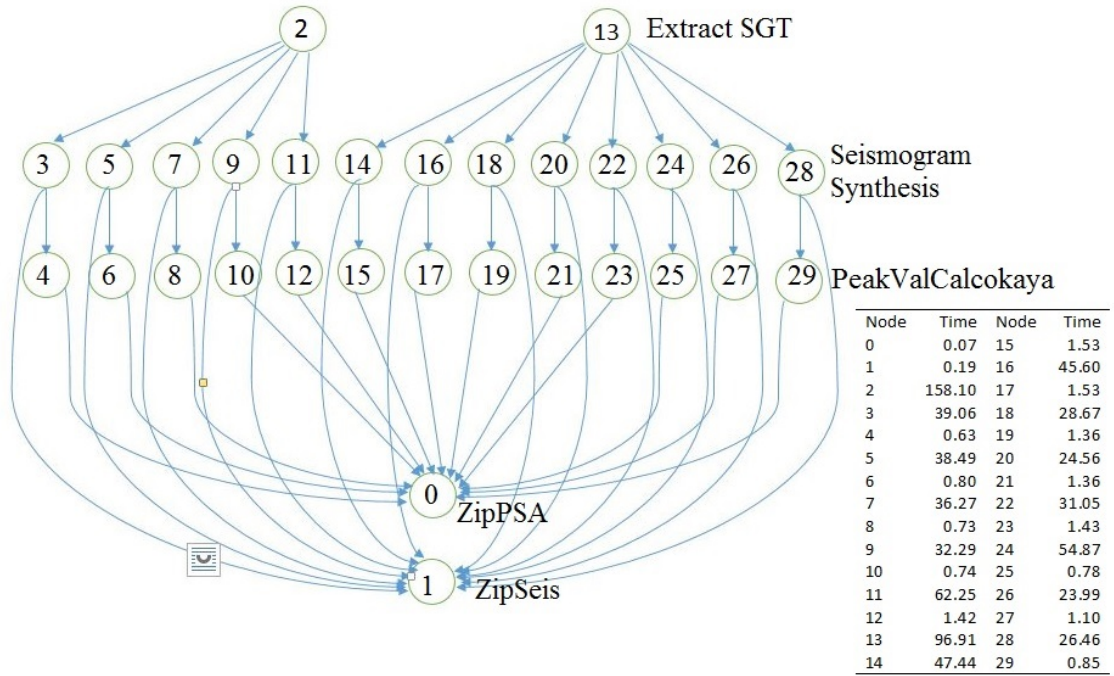 2
13
Extract SGT
3
5
7
9
11
14
16
18
20
22
24
26
28
Seismogram
Synthesis
4
6
8
10
12
15
17
19
21
23
25
27
29
PeakValCalcokaya
0
ZipPSA
1
ZipSeis
Node Time Node Time
0 0.07 15 1.53
1 0.19 16 45.60
2 158.10 17 1.53
3 39.06 18 28.67
4 0.63 19 1.36
5 38.49 20 24.56
6 0.80 21 1.36
7 36.27 22 31.05
8 0.73 23 1.43
9 32.29 24 54.87
10 0.74 25 0.78
11 62.25 26 23.99
12 1.42 27 1.10
13 96.91 28 26.46
14 47.44 29 0.85